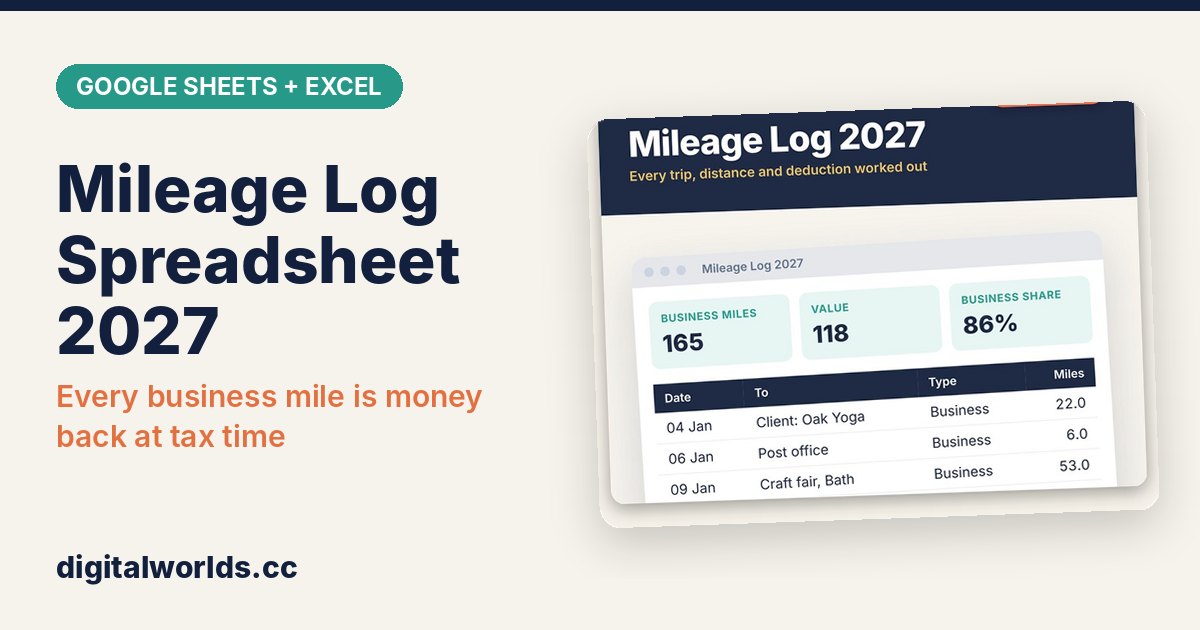 GOOGLE SHEETS + EXCEL
Mileage Log
Spreadsheet
2027
Every business mile is money
back at tax time
digitalworlds.cc
Mileage Log 2027
Every trip, distance and deduction worked out
Mileage Log 2027
BUSINESS MILES VALUE BUSINESS SHARE
165 118 86%
Date To Type Miles
04 Jan Client: Oak Yoga Business 22.0
06 Jan Post office Business 6.0
09 Jan Craft fair, Bath Business 53.0